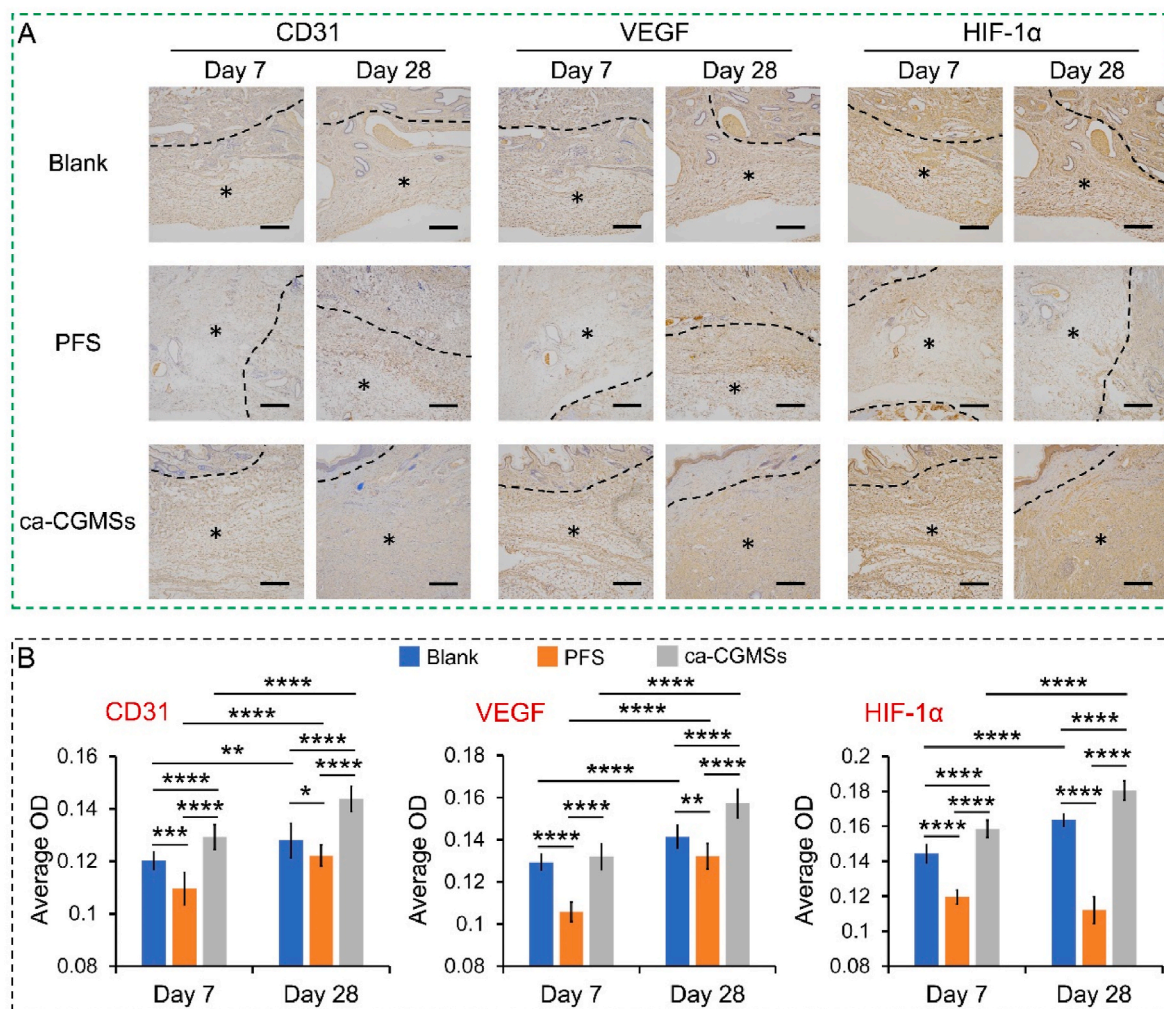 A
CD31 VEGF HIF-1α
Day 7 Day 28 Day 7 Day 28 Day 7 Day 28
Blank
* * * * * *
PFS
* * * * * *
ca-CGMSs
* * * * * *
B
Blank PFS ca-CGMSs
CD31
Average OD
0.16
0.14
0.12
0.1
0.08
****
****
** ****
**** ****
**** *
***
Day 7 Day 28
VEGF
Average OD
0.18
0.16
0.14
0.12
0.1
0.08
****
****
****
**** ****
**** **
****
Day 7 Day 28
HIF-1α
Average OD
0.2
0.18
0.16
0.14
0.12
0.1
0.08
****
****
****
**** ****
**** ****
****
Day 7 Day 28